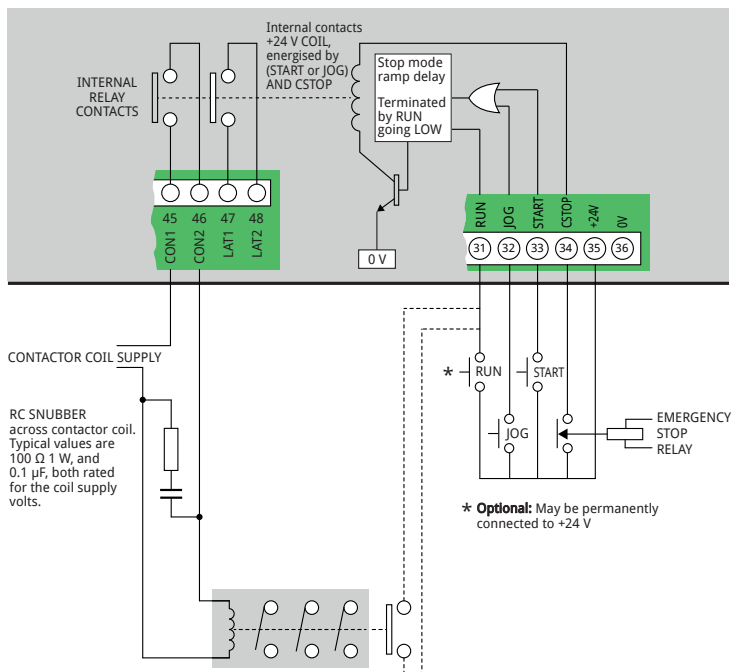 Internal contacts
+24 V COIL,
energised by
(START or JOG)
AND CSTOP
INTERNAL
RELAY
CONTACTS
Stop mode
ramp delay
Terminated
by RUN
going LOW
0 V
45 46 47 48
CON1 CON2 LAT1 LAT2
RUN JOG START CSTOP +24V 0V
31 32 33 34 35 36
CONTACTOR COIL SUPPLY
* RUN
START
JOG
EMERGENCY
STOP
RELAY
RC SNUBBER
across contactor coil.
Typical values are
100 Ω 1 W, and
0.1 µF, both rated
for the coil supply
volts.
* Optional: May be permanently
connected to +24 V